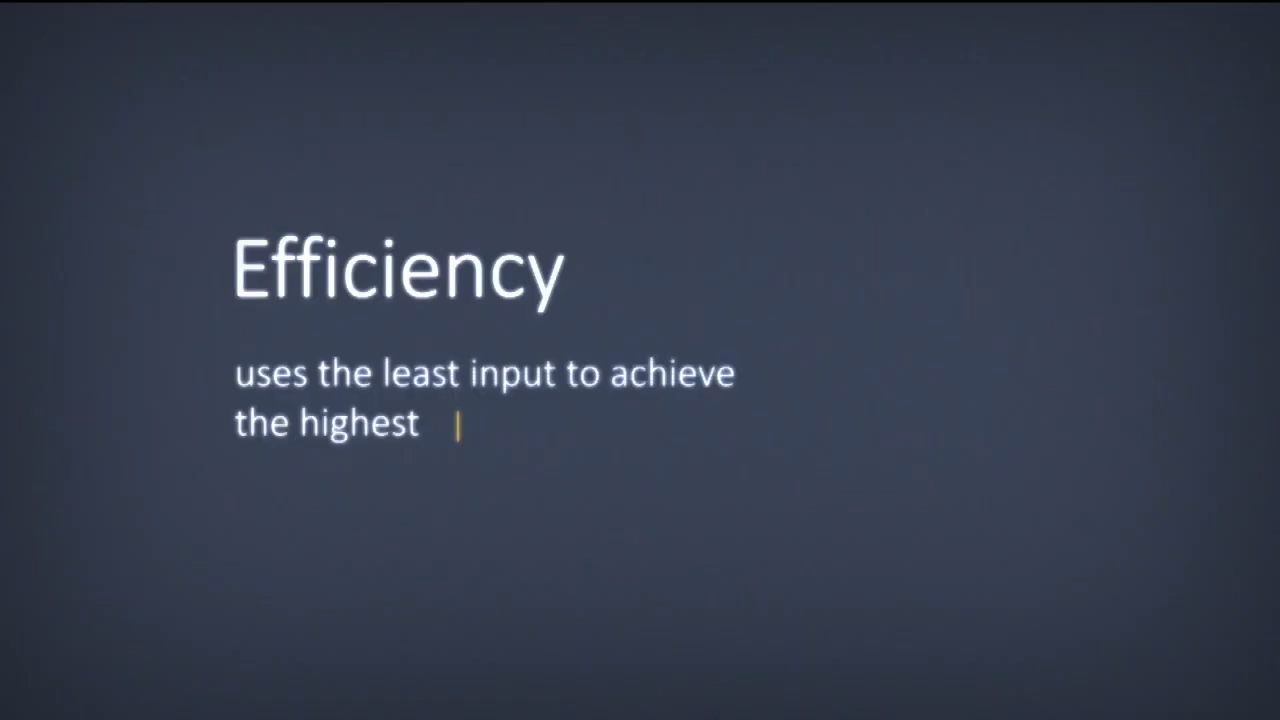 Efficiency
uses the least input to achieve
the highest